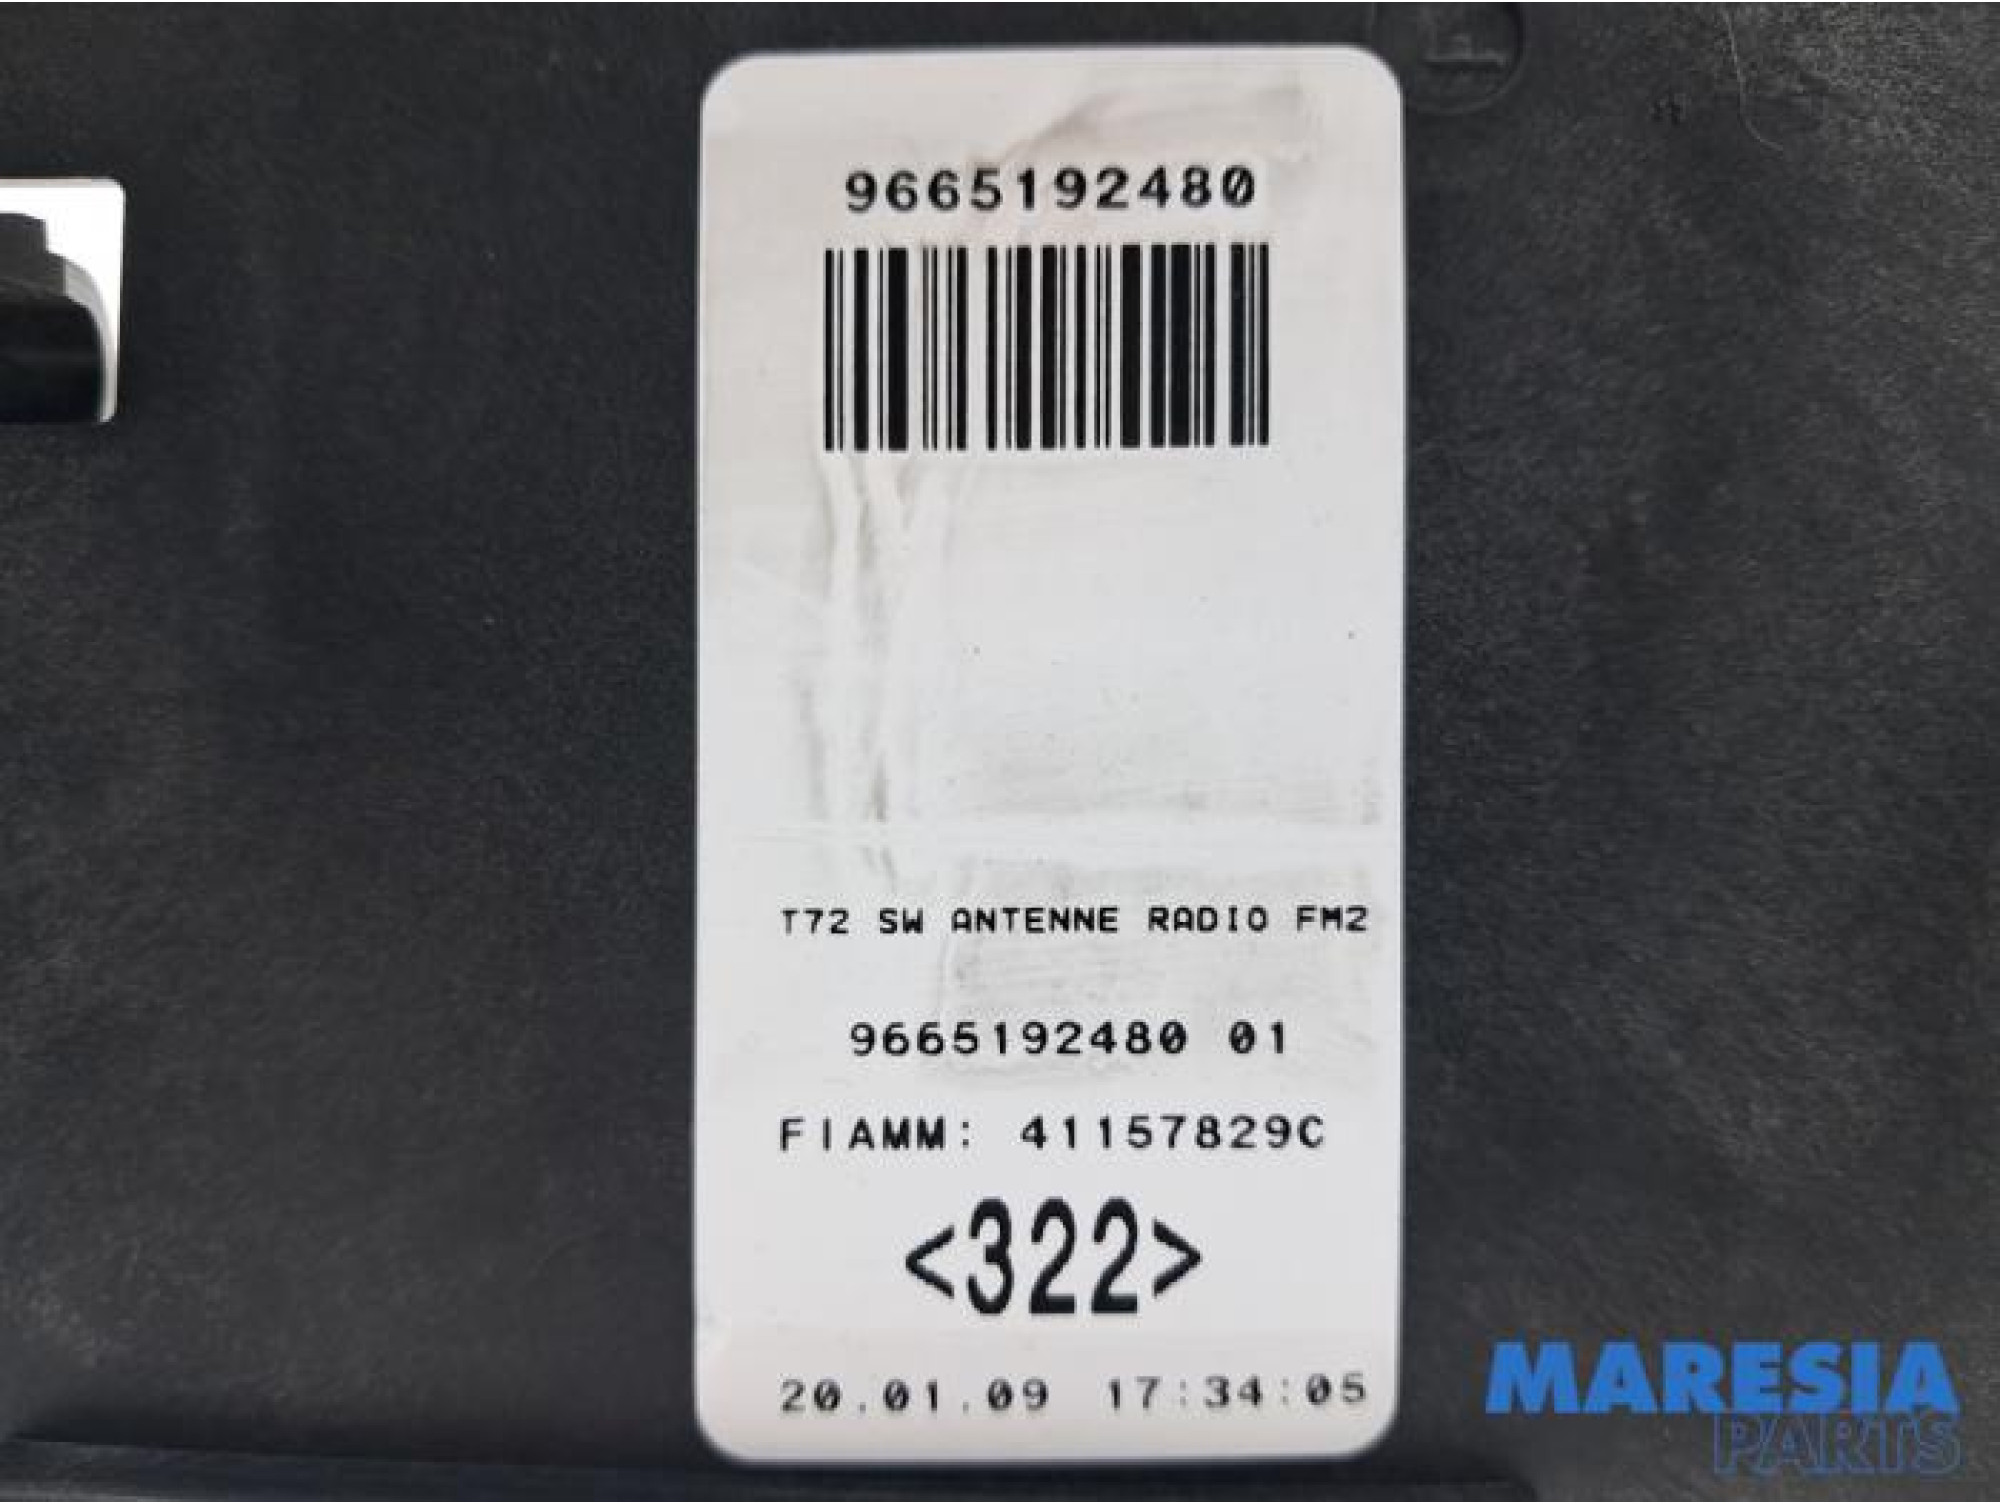 9665192480
T72 SW ANTENNE RADIO FM2
9665192480 01
FIAMM: 41157829C
<322>
20.01.09 17:34:05
MARESIA
PARTS